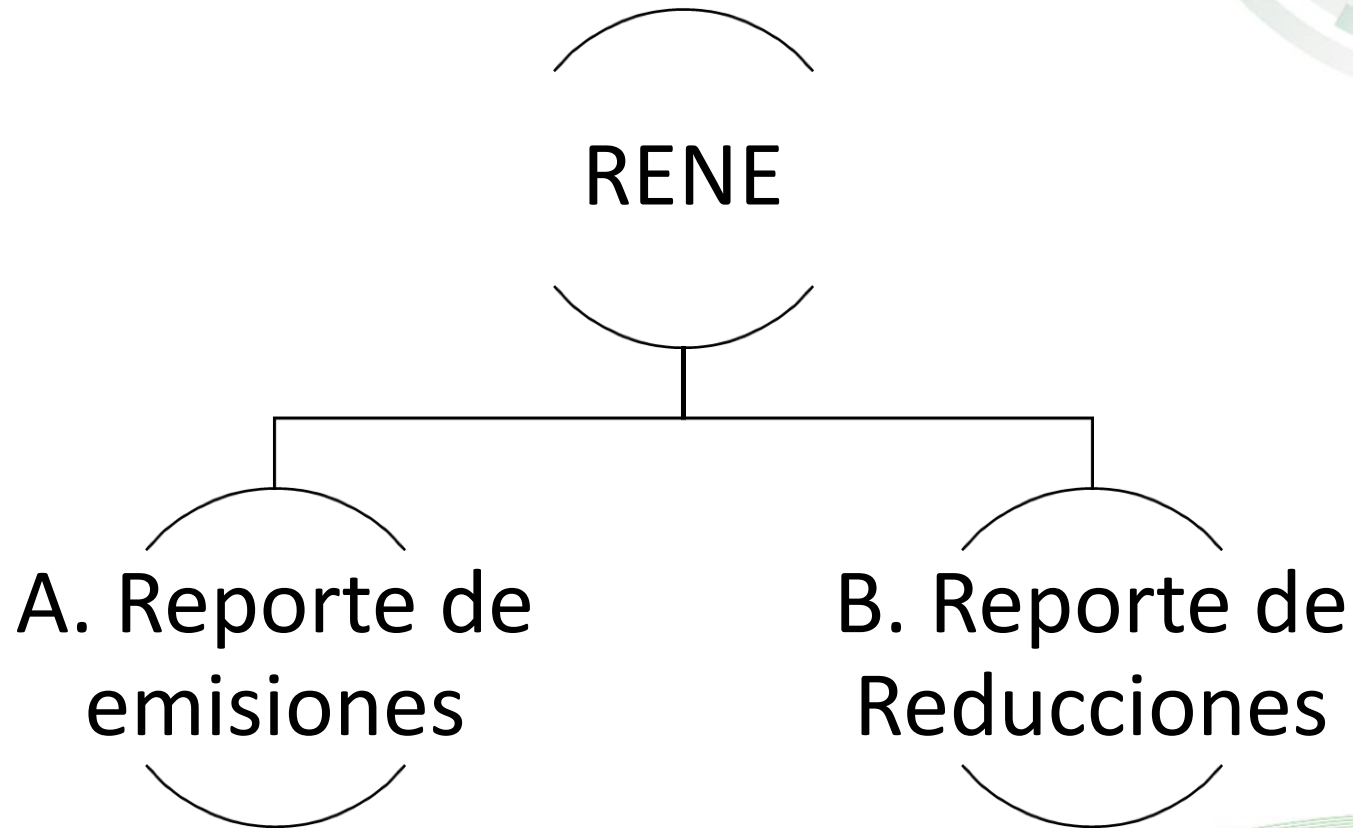 RENE
A. Reporte de
emisiones
B. Reporte de
Reducciones